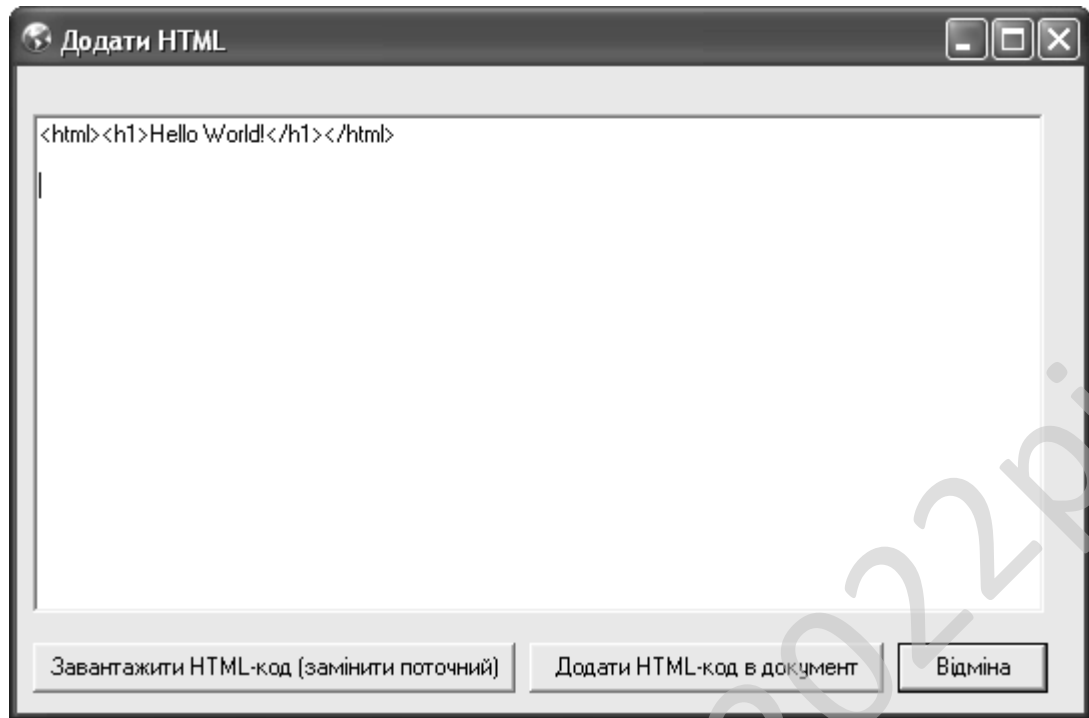 Додати HTML
<html><h1>Hello World!</h1></html>
Завантажити HTML-код (замінити поточний)
Додати HTML-код в документ
Відміна